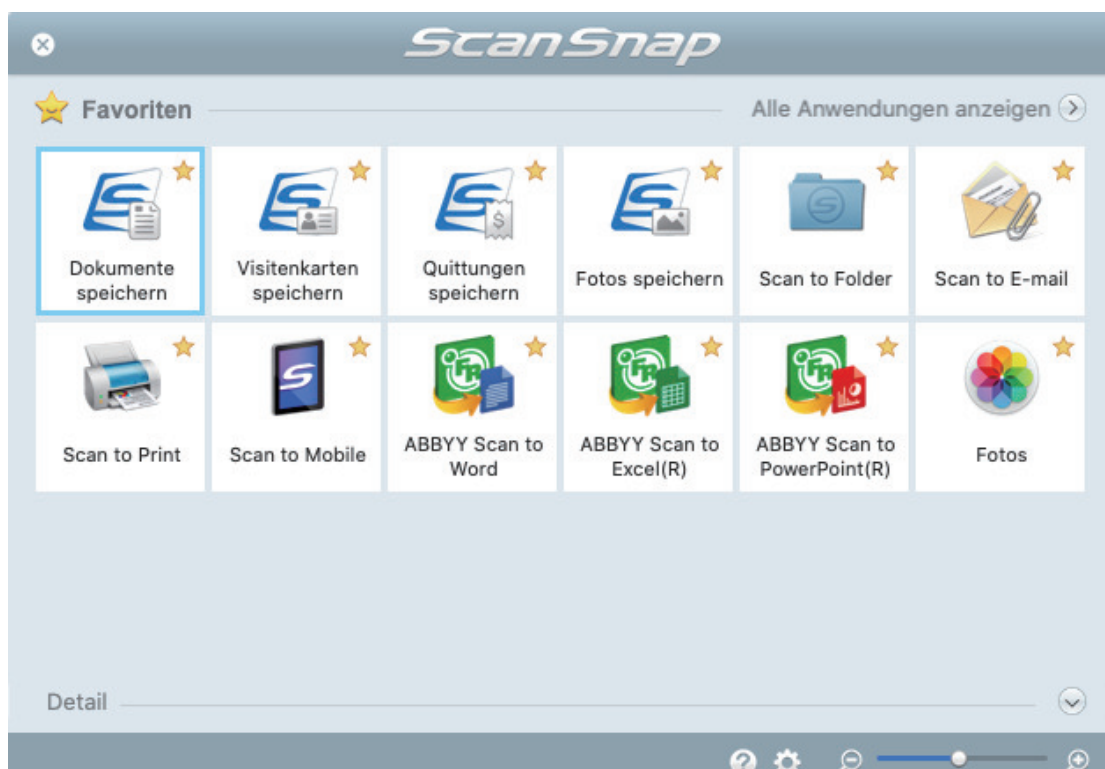 ScanSnap
Favoriten
Alle Anwendungen anzeigen
Dokumente
speichern
Visitenkarten
speichern
Quittungen
speichern
Fotos speichern
Scan to Folder
Scan to E-mail
Scan to Print
Scan to Mobile
ABBYY Scan to
Word
ABBYY Scan to
Excel(R)
ABBYY Scan to
PowerPoint(R)
Fotos
Detail